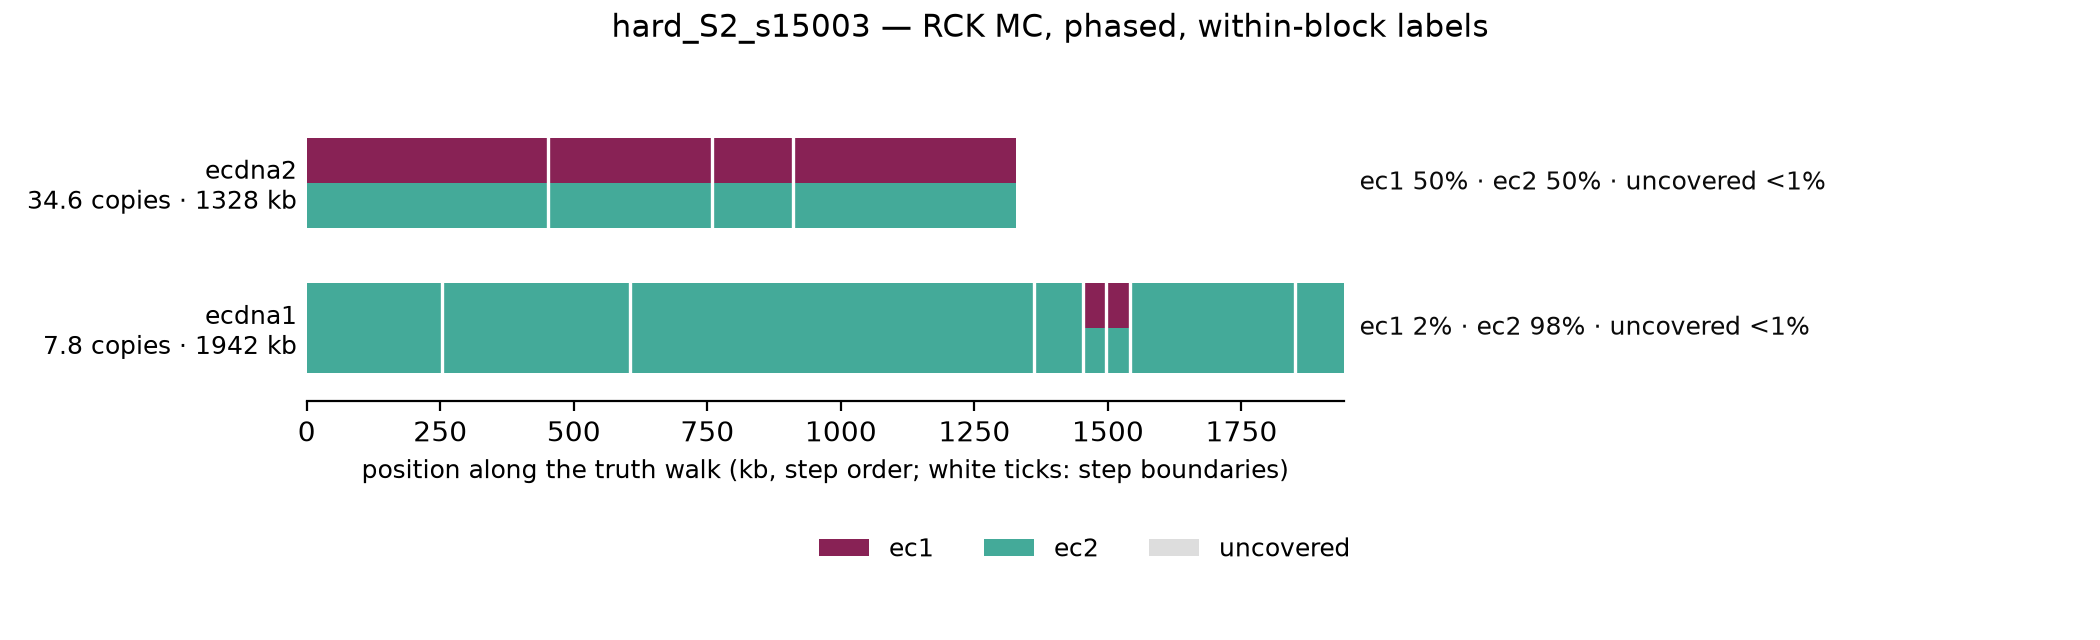 hard_S2_s15003 — RCK MC, phased, within-block labels
ecdna2
34.6 copies · 1328 kb
ec1 50% · ec2 50% · uncovered <1%
ecdna1
7.8 copies · 1942 kb
ec1 2% · ec2 98% · uncovered <1%
0 250 500 750 1000 1250 1500 1750
position along the truth walk (kb, step order; white ticks: step boundaries)
ec1 ec2 uncovered